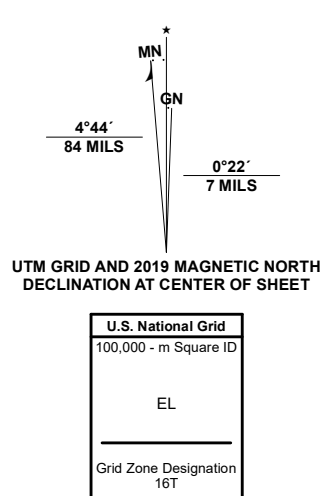 MN
GN
4°44´
84 MILS
0°22´
7 MILS
UTM GRID AND 2019 MAGNETIC NORTH
DECLINATION AT CENTER OF SHEET
U.S. National Grid
100,000 - m Square ID
EL
Grid Zone Designation
16T